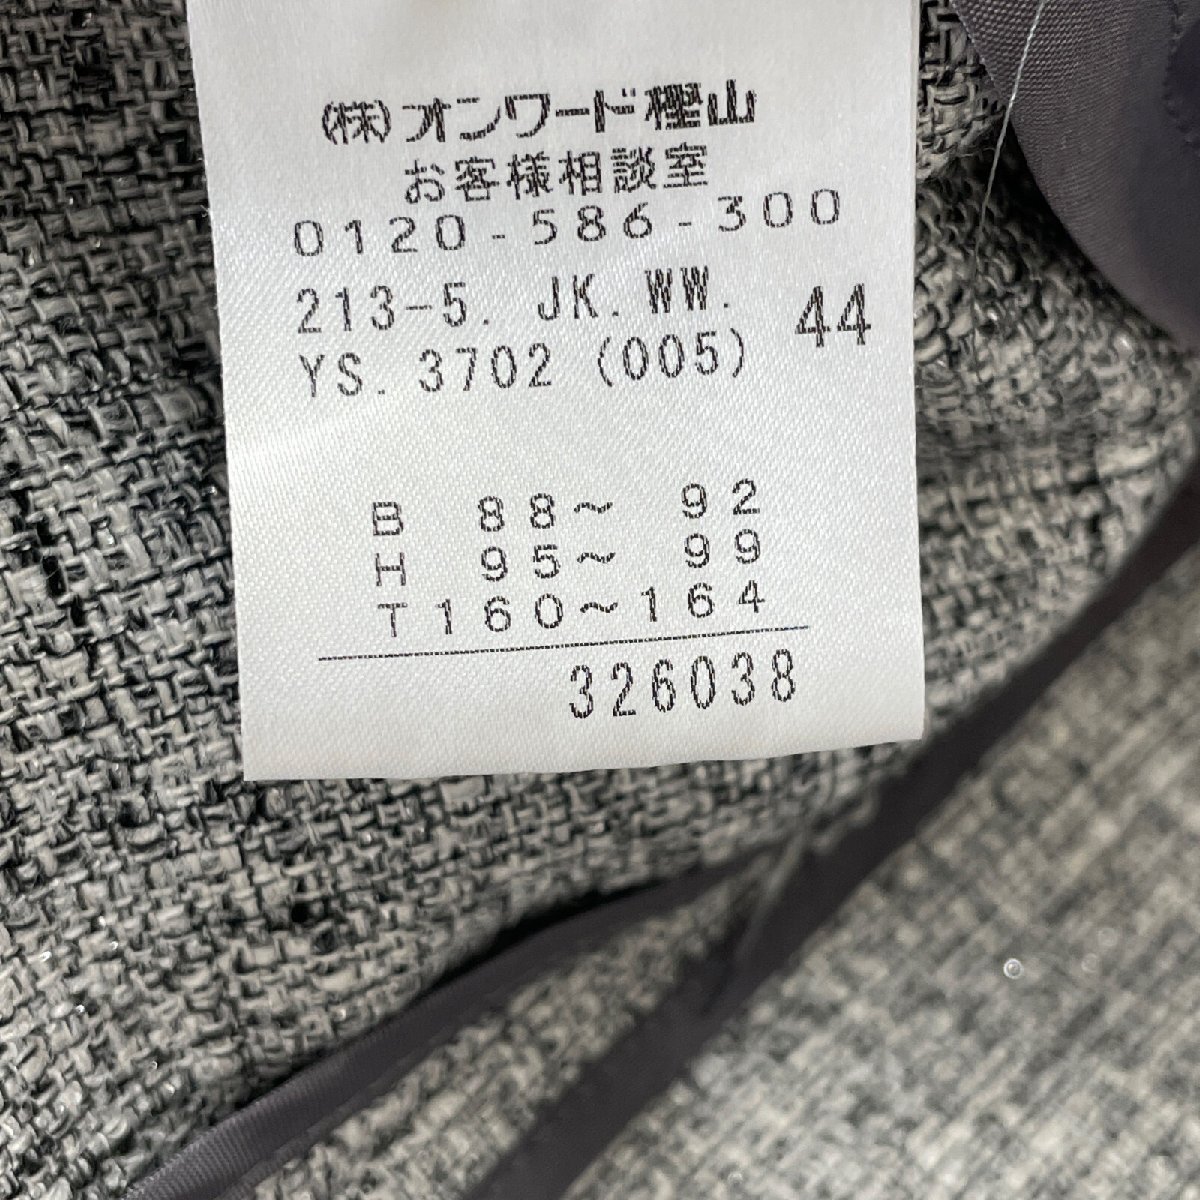 (株)オンワード樫山
お客様相談室
0120-586-300
213-5. JK. WW.
44
YS. 3702 (005)
B 88~ 92
H 95~ 99
T160~164
326038